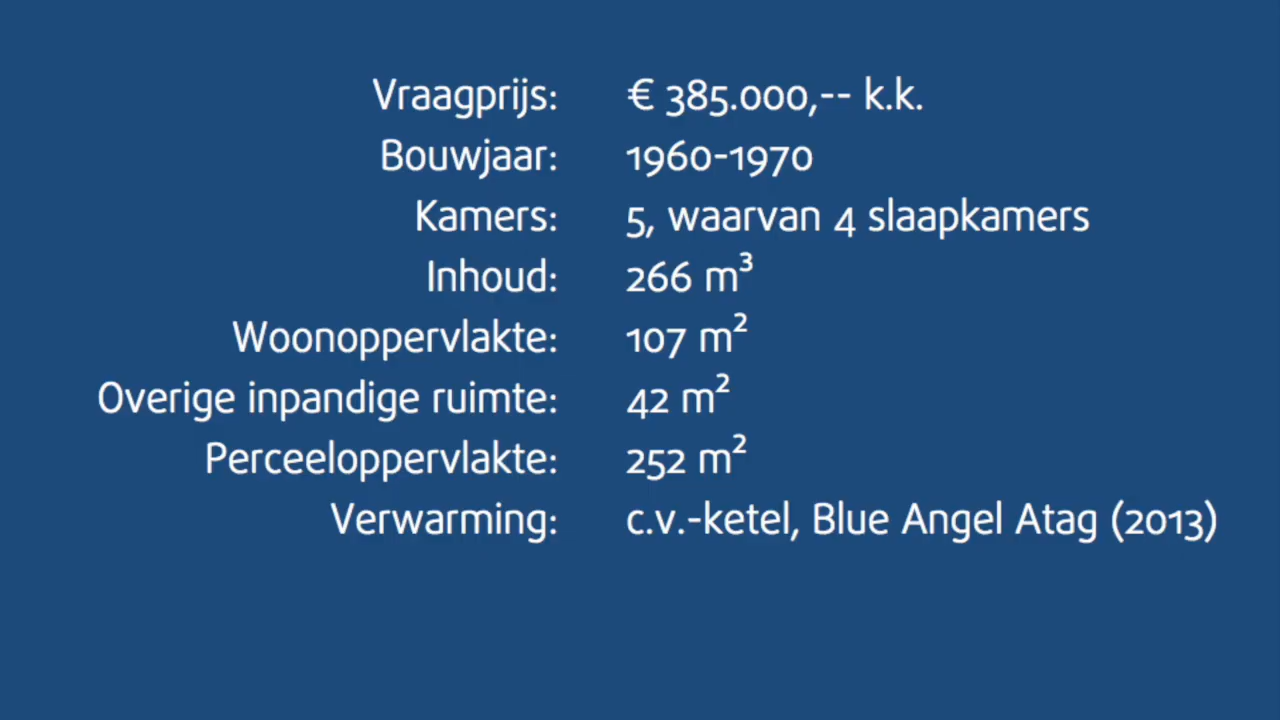 Vraagprijs: € 385.000,-- k.k.
Bouwjaar: 1960-1970
Kamers: 5, waarvan 4 slaapkamers
Inhoud: 266 m³
Woonoppervlakte: 107 m²
Overige inpandige ruimte: 42 m²
Perceeloppervlakte: 252 m²
Verwarming: c.v.-ketel, Blue Angel Atag (2013)